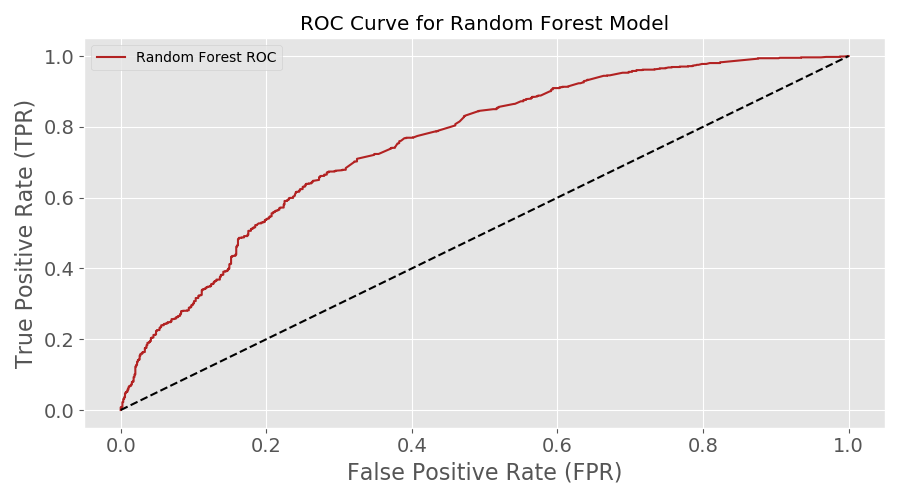 ROC Curve for Random Forest Model
Random Forest ROC
True Positive Rate (TPR)
1.0
0.8
0.6
0.4
0.2
0.0
0.0 0.2 0.4 0.6 0.8 1.0
False Positive Rate (FPR)